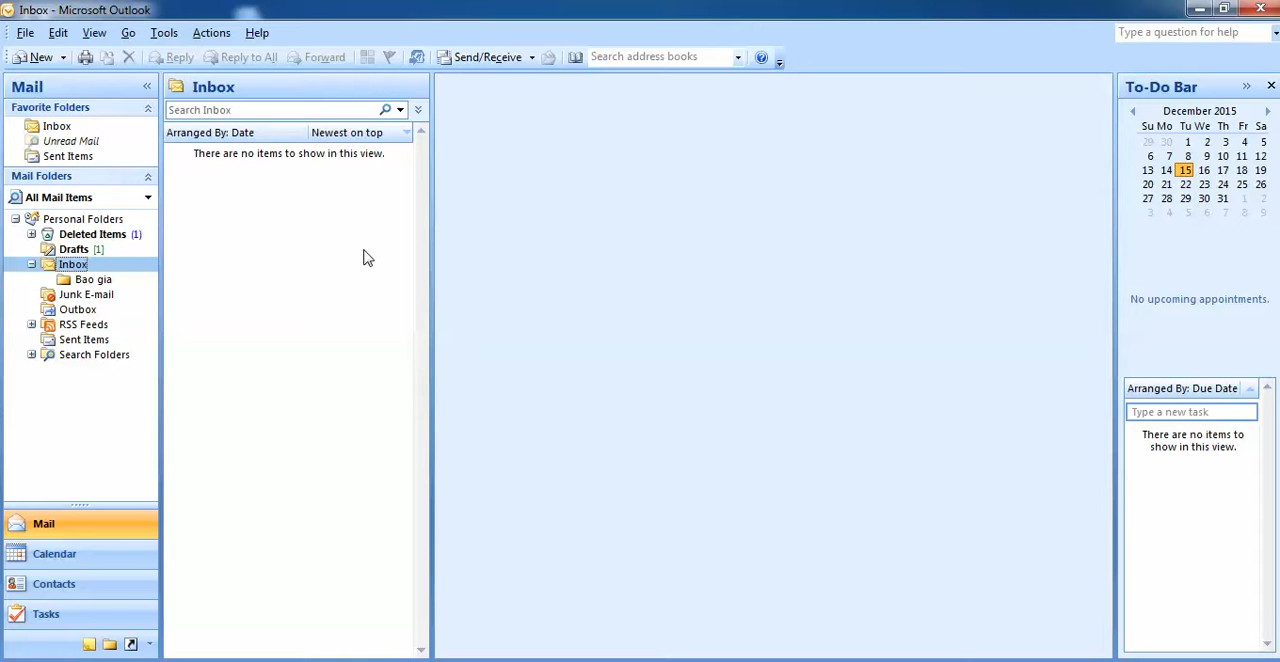 Inbox - Microsoft Outlook
File Edit View Go Tools Actions Help
Type a question for help
New Reply Reply to All Forward Send/Receive Search address books
Mail
Favorite Folders
Inbox
Unread Mail
Sent Items
Mail Folders
All Mail Items
Personal Folders
Deleted Items (1)
Drafts [1]
Inbox
Bao gia
Junk E-mail
Outbox
RSS Feeds
Sent Items
Search Folders
Mail
Calendar
Contacts
Tasks
Inbox
Search Inbox
Arranged By: Date Newest on top
There are no items to show in this view.
To-Do Bar
December 2015
Su Mo Tu We Th Fr Sa
29 30 1 2 3 4 5
6 7 8 9 10 11 12
13 14 15 16 17 18 19
20 21 22 23 24 25 26
27 28 29 30 31 1 2
3 4 5 6 7 8 9
No upcoming appointments.
Arranged By: Due Date
Type a new task
There are no items to
show in this view.